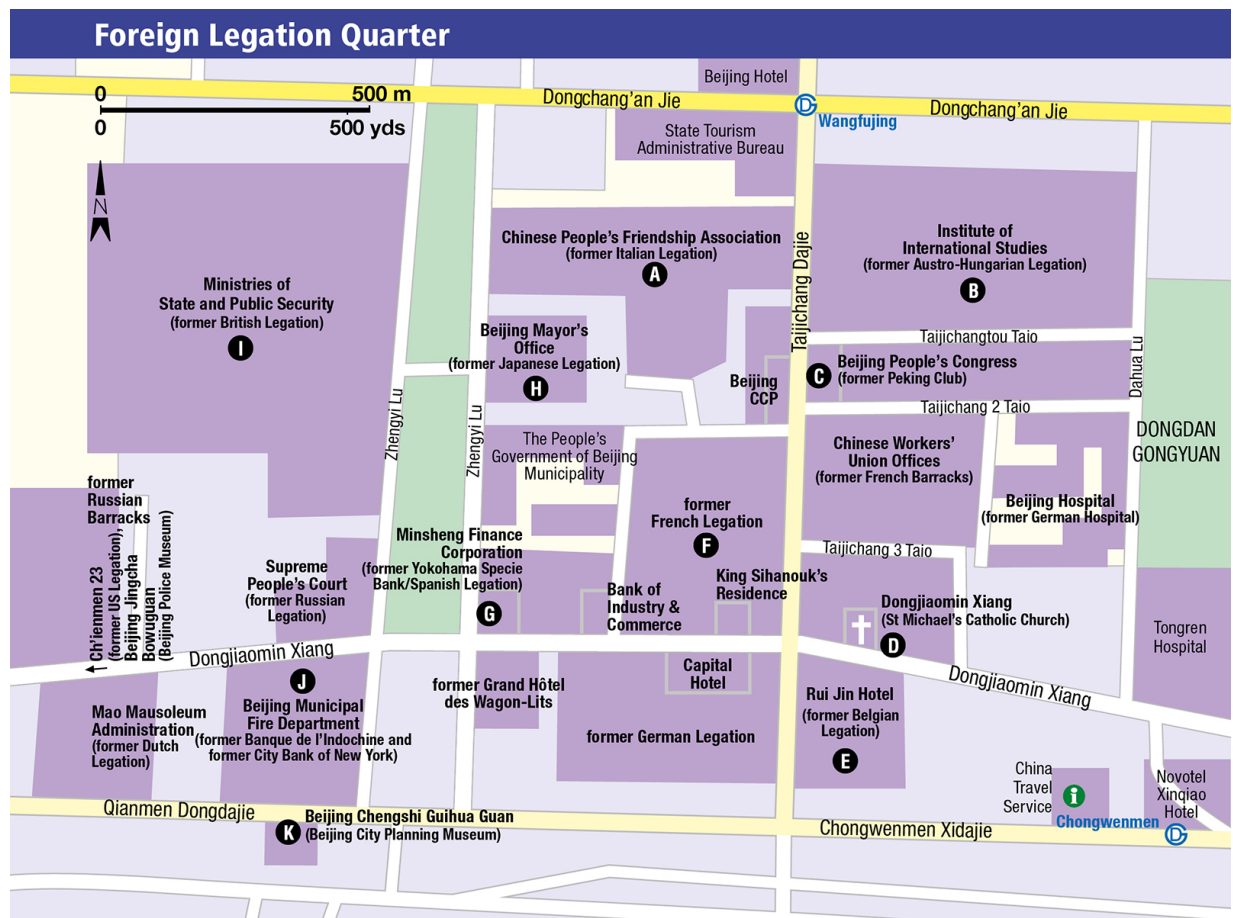 Foreign Legation Quarter
0 500 m
0 500 yds
N
Beijing Hotel
Dongchang'an Jie
Dongchang'an Jie
Wangfujing
State Tourism
Administrative Bureau
Chinese People's Friendship Association
(former Italian Legation)
A
Taijichang Dajie
Institute of
International Studies
(former Austro-Hungarian Legation)
B
Ministries of
State and Public Security
(former British Legation)
I
Beijing Mayor's
Office
(former Japanese Legation)
H
Taijichangtou Taio
Beijing
CCP
C
Beijing People's Congress
(former Peking Club)
Dahua Lu
Taijichang 2 Taio
Zhengyi Lu
Zhengyi Lu
The People's
Government of Beijing
Municipality
Chinese Workers'
Union Offices
(former French Barracks)
DONGDAN
GONGYUAN
Beijing Hospital
(former German Hospital)
former
Russian
Barracks
former
French Legation
F
Minsheng Finance
Corporation
(former Yokohama Specie
Bank/Spanish Legation)
G
Taijichang 3 Taio
Ch'ienmen 23
(former US Legation),
Beijing Jingcha
Bowuguan
(Beijing Police Museum)
Supreme
People's Court
(former Russian
Legation)
Bank of
Industry &
Commerce
King Sihanouk's
Residence
Dongjiaomin Xiang
(St Michael's Catholic Church)
D
Tongren
Hospital
Dongjiaomin Xiang
Dongjiaomin Xiang
J
Beijing Municipal
Fire Department
(former Banque de l'Indochine and
former City Bank of New York)
Mao Mausoleum
Administration
(former Dutch
Legation)
former Grand Hôtel
des Wagon-Lits
Capital
Hotel
former German Legation
Rui Jin Hotel
(former Belgian
Legation)
E
China
Travel
Service
i
Novotel
Xinqiao
Hotel
Chongwenmen
Qianmen Dongdajie
K
Beijing Chengshi Guihua Guan
(Beijing City Planning Museum)
Chongwenmen Xidajie